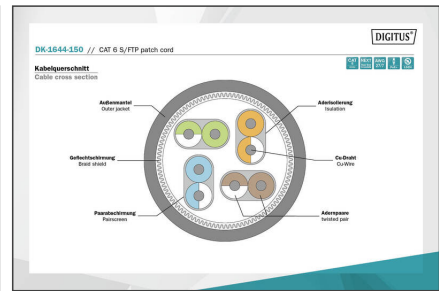 DIGITUS®
DK-1644-150 // CAT 6 S/FTP patch cord
Kabelquerschnitt
Cable cross section
Außenmantel
Outer jacket
Aderisolierung
Isulation
Geflechtschirmung
Braid shield
Cu-Draht
Cu-Wire
Paarabschirmung
Pairscreen
Adernpaare
twisted pair